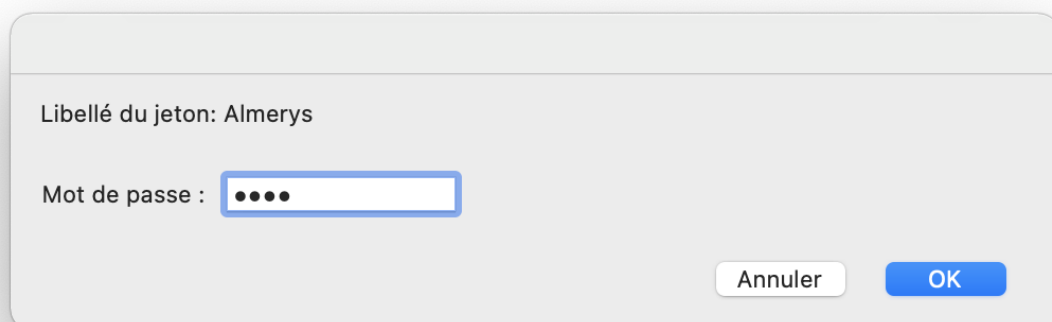 Libellé du jeton: Almerys
Mot de passe : ••••
Annuler OK